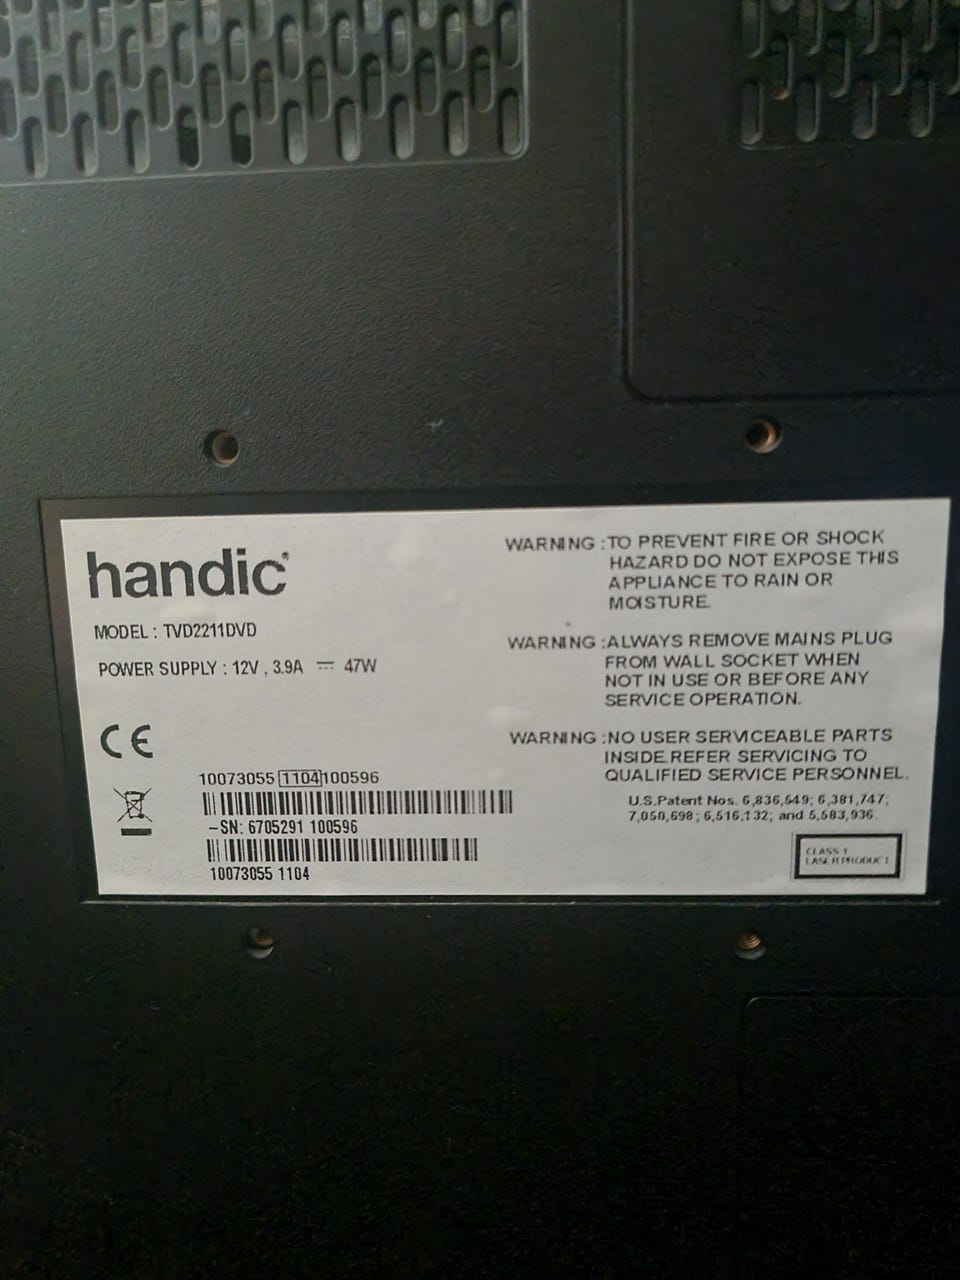 handic®
MODEL : TVD2211DVD
POWER SUPPLY : 12V , 3.9A ⎓ 47W
CE
10073055 1104 100596
-SN: 6705291 100596
10073055 1104
WARNING : TO PREVENT FIRE OR SHOCK
HAZARD DO NOT EXPOSE THIS
APPLIANCE TO RAIN OR
MOISTURE.
WARNING : ALWAYS REMOVE MAINS PLUG
FROM WALL SOCKET WHEN
NOT IN USE OR BEFORE ANY
SERVICE OPERATION.
WARNING : NO USER SERVICEABLE PARTS
INSIDE.REFER SERVICING TO
QUALIFIED SERVICE PERSONNEL.
U.S.Patent Nos. 6,836,549; 6,381,747;
7,050,698; 6,516,132; and 5,583,936.
CLASS 1
LASER PRODUCT